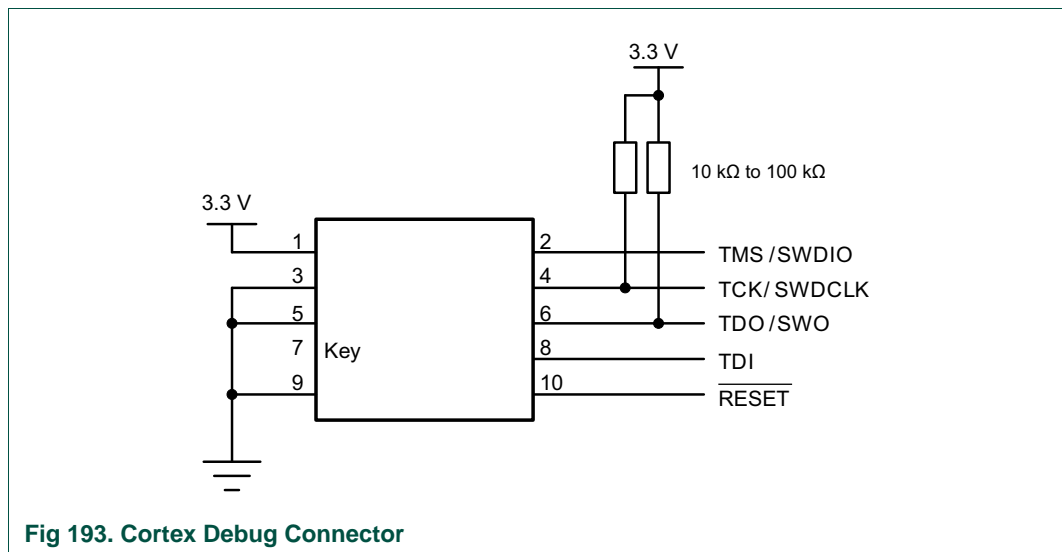 3.3 V
10 kΩ to 100 kΩ
3.3 V
1
2
TMS /SWDIO
3
4
TCK/ SWDCLK
5
6
TDO /SWO
7
Key
8
TDI
9
10
RESET
Fig 193. Cortex Debug Connector